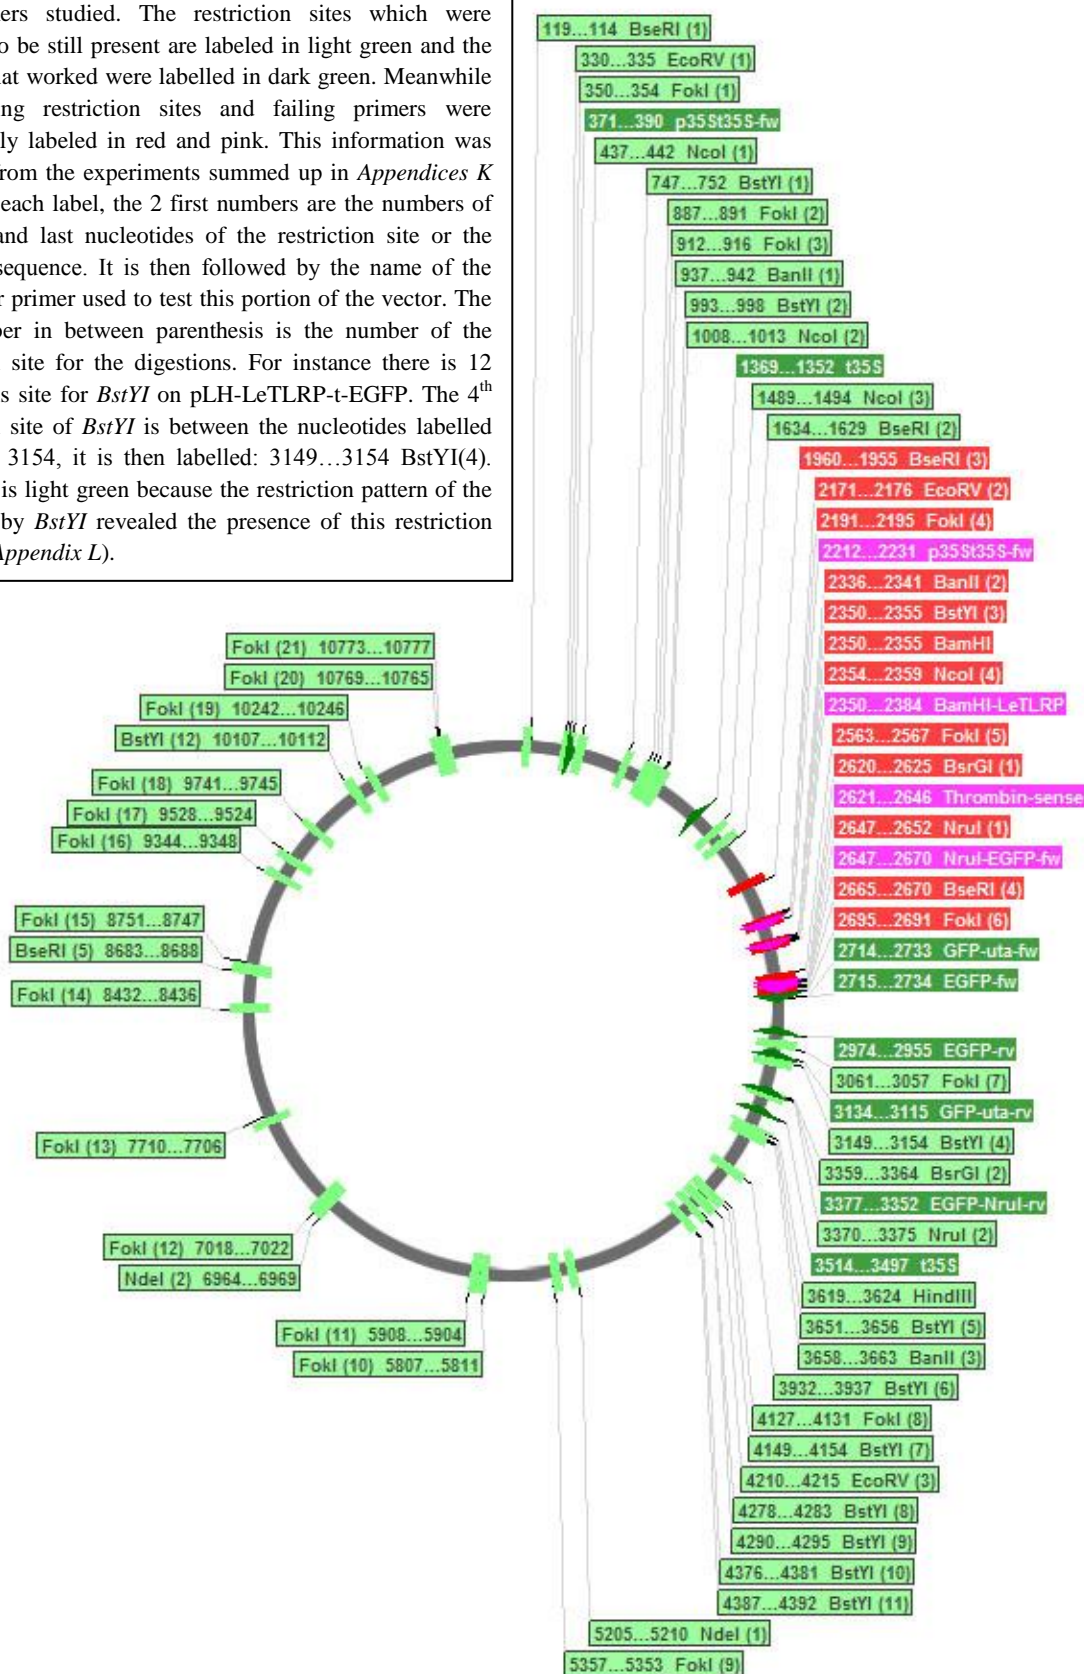 ers studied. The restriction sites which were
o be still present are labeled in light green and the
at worked were labelled in dark green. Meanwhile
ng restriction sites and failing primers were
ly labeled in red and pink. This information was
rom the experiments summed up in Appendices K
each label, the 2 first numbers are the numbers of
and last nucleotides of the restriction site or the
sequence. It is then followed by the name of the
r primer used to test this portion of the vector. The
ber in between parenthesis is the number of the
site for the digestions. For instance there is 12
s site for BstYI on pLH-LeTLRP-t-EGFP. The 4th
site of BstYI is between the nucleotides labelled
3154, it is then labelled: 3149…3154 BstYI(4).
is light green because the restriction pattern of the
by BstYI revealed the presence of this restriction
Appendix L).
119...114 BseRI (1)
330...335 EcoRV (1)
350...354 FokI (1)
371...390 p35St35S-fw
437...442 NcoI (1)
747...752 BstYI (1)
887...891 FokI (2)
912...916 FokI (3)
937...942 BanII (1)
993...998 BstYI (2)
1008...1013 NcoI (2)
1369...1352 t35S
1489...1494 NcoI (3)
1634...1629 BseRI (2)
1960...1955 BseRI (3)
2171...2176 EcoRV (2)
2191...2195 FokI (4)
2212...2231 p35St35S-fw
2336...2341 BanII (2)
2350...2355 BstYI (3)
2350...2355 BamHI
2354...2359 NcoI (4)
2350...2384 BamHI-LeTLRP
2563...2567 FokI (5)
2620...2625 BsrGI (1)
2621...2646 Thrombin-sense
2647...2652 NruI (1)
2647...2670 NruI-EGFP-fw
2665...2670 BseRI (4)
2695...2691 FokI (6)
2714...2733 GFP-uta-fw
2715...2734 EGFP-fw
2974...2955 EGFP-rv
3061...3057 FokI (7)
3134...3115 GFP-uta-rv
3149...3154 BstYI (4)
3359...3364 BsrGI (2)
3377...3352 EGFP-NruI-rv
3370...3375 NruI (2)
3514...3497 t35S
3619...3624 HindIII
3651...3656 BstYI (5)
3658...3663 BanII (3)
3932...3937 BstYI (6)
4127...4131 FokI (8)
4149...4154 BstYI (7)
4210...4215 EcoRV (3)
4278...4283 BstYI (8)
4290...4295 BstYI (9)
4376...4381 BstYI (10)
4387...4392 BstYI (11)
5205...5210 NdeI (1)
5357...5353 FokI (9)
FokI (10) 5807...5811
FokI (11) 5908...5904
NdeI (2) 6964...6969
FokI (12) 7018...7022
FokI (13) 7710...7706
FokI (14) 8432...8436
BseRI (5) 8683...8688
FokI (15) 8751...8747
FokI (16) 9344...9348
FokI (17) 9528...9524
FokI (18) 9741...9745
BstYI (12) 10107...10112
FokI (19) 10242...10246
FokI (20) 10769...10765
FokI (21) 10773...10777